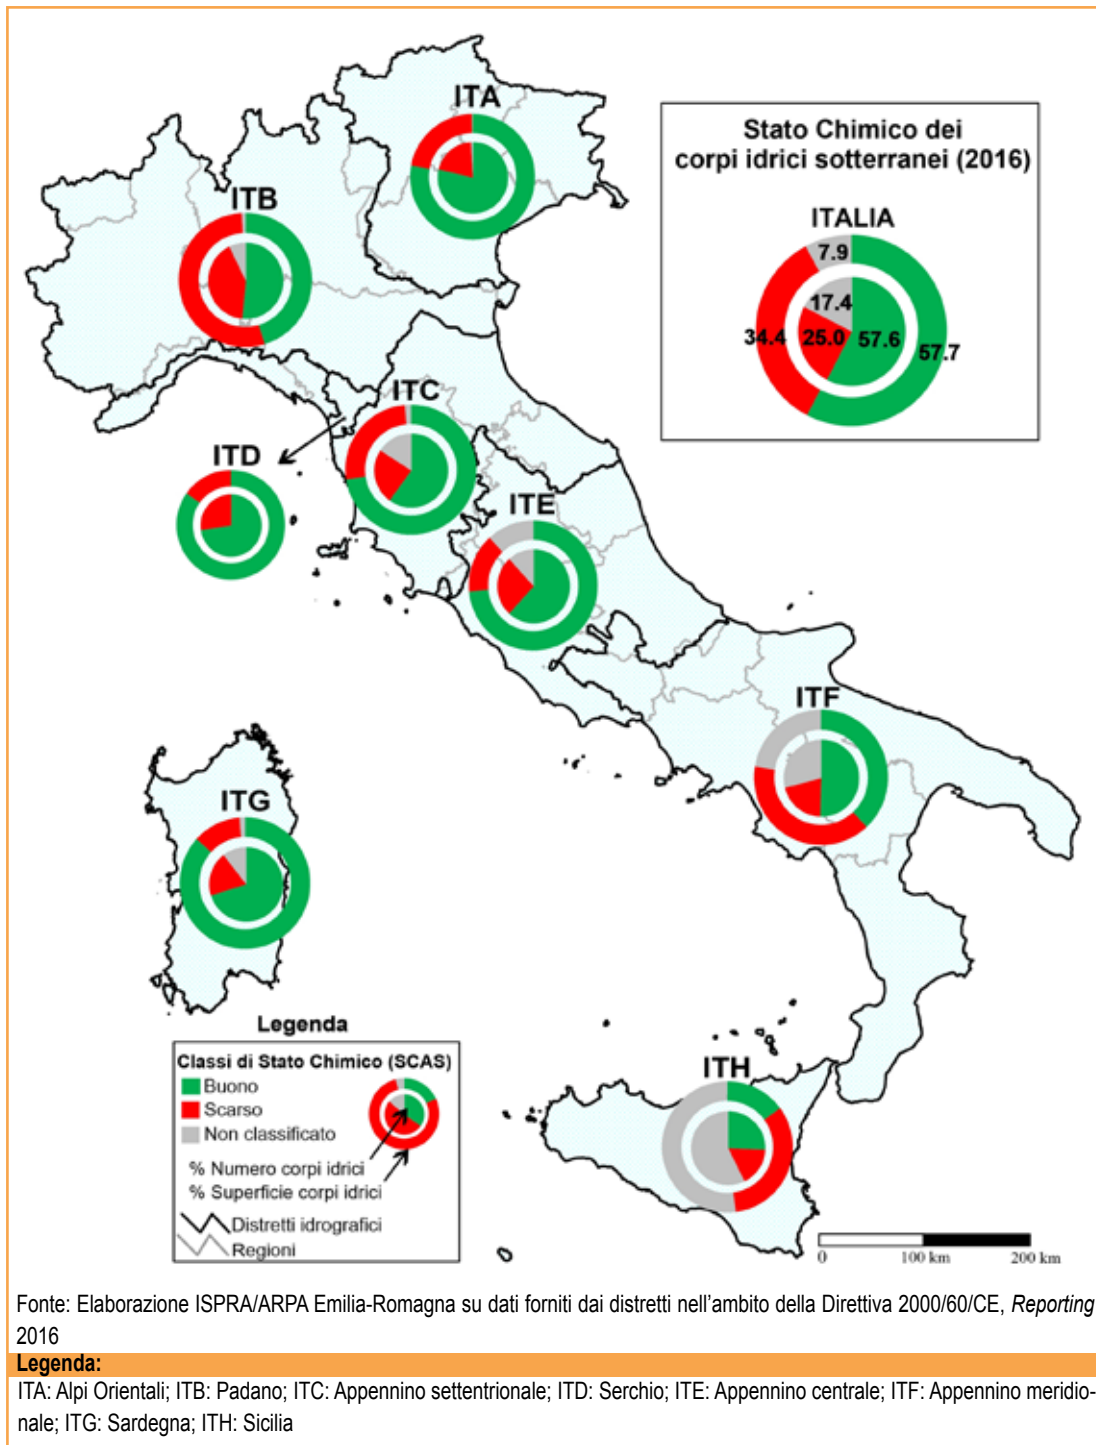 ITA
Stato Chimico dei
corpi idrici sotterranei (2016)
ITALIA
7.9
17.4
34.4
25.0
57.6
57.7
ITB
ITC
ITD
ITE
ITF
ITG
ITH
Legenda
Classi di Stato Chimico (SCAS)
Buono
Scarso
Non classificato
% Numero corpi idrici
% Superficie corpi idrici
Distretti idrografici
Regioni
0 100 km 200 km
Fonte: Elaborazione ISPRA/ARPA Emilia-Romagna su dati forniti dai distretti nell’ambito della Direttiva 2000/60/CE, Reporting
2016
Legenda:
ITA: Alpi Orientali; ITB: Padano; ITC: Appennino settentrionale; ITD: Serchio; ITE: Appennino centrale; ITF: Appennino meridio-
nale; ITG: Sardegna; ITH: Sicilia